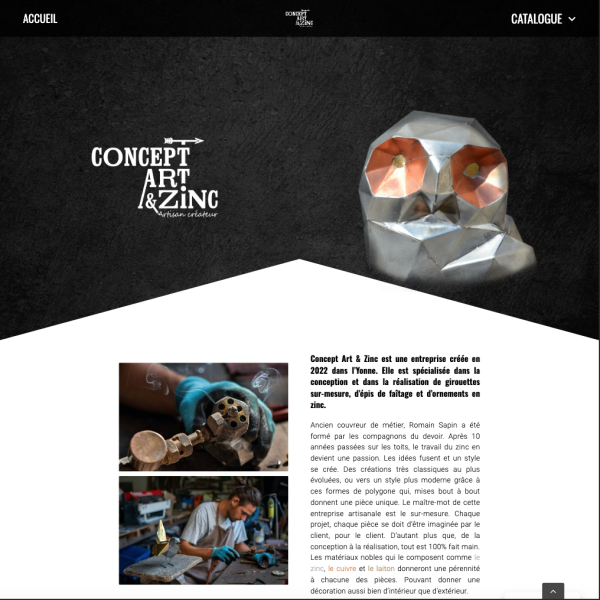 ACCUEIL
CONCEPT
ART
&ZINC
CATALOGUE
CONCEPT
ART
&ZINC
Artisan créateur
Concept Art & Zinc est une entreprise créée en
2022 dans l'Yonne. Elle est spécialisée dans la
conception et dans la réalisation de girouettes
sur-mesure, d'épis de faîtage et d'ornements en
zinc.
Ancien couvreur de métier, Romain Sapin a été
formé par les compagnons du devoir. Après 10
années passées sur les toits, le travail du zinc en
devient une passion. Les idées fusent et un style
se crée. Des créations très classiques au plus
évoluées, ou vers un style plus moderne grâce à
ces formes de polygone qui, mises bout à bout
donnent une pièce unique. Le maître-mot de cette
entreprise artisanale est le sur-mesure. Chaque
projet, chaque pièce se doit d'être imaginée par le
client, pour le client. D'autant plus que, de la
conception à la réalisation, tout est 100% fait main.
Les matériaux nobles qui le composent comme le
zinc, le cuivre et le laiton donneront une pérennité
à chacune des pièces. Pouvant donner une
décoration aussi bien d'intérieur que d'extérieur.